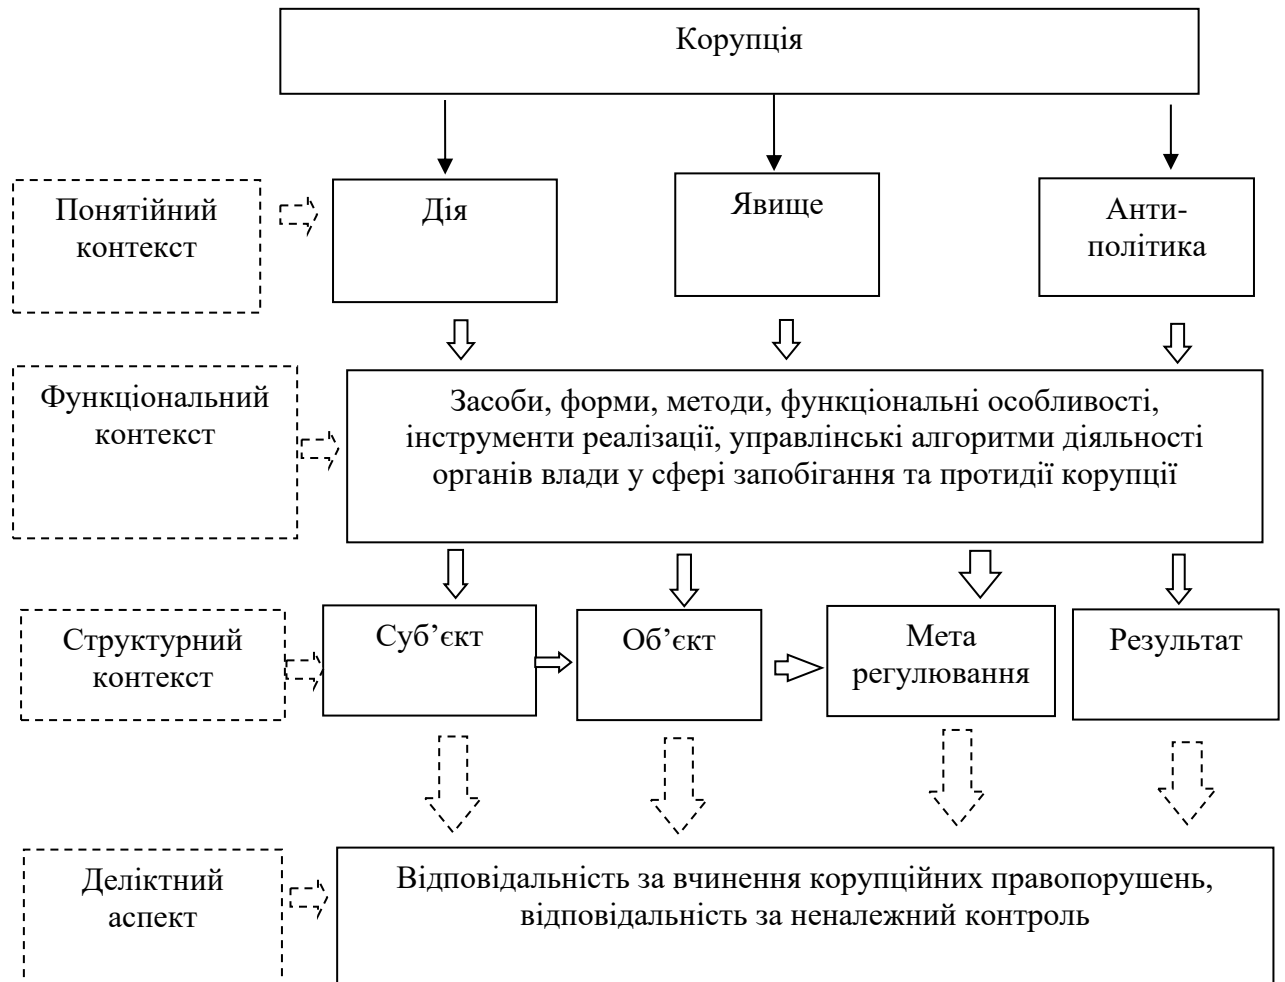 Корупція
Понятійний
контекст
Дія
Явище
Анти-
політика
Функціональний
контекст
Засоби, форми, методи, функціональні особливості,
інструменти реалізації, управлінські алгоритми діяльності
органів влади у сфері запобігання та протидії корупції
Структурний
контекст
Суб’єкт
Об’єкт
Мета
регулювання
Результат
Деліктний
аспект
Відповідальність за вчинення корупційних правопорушень,
відповідальність за неналежний контроль